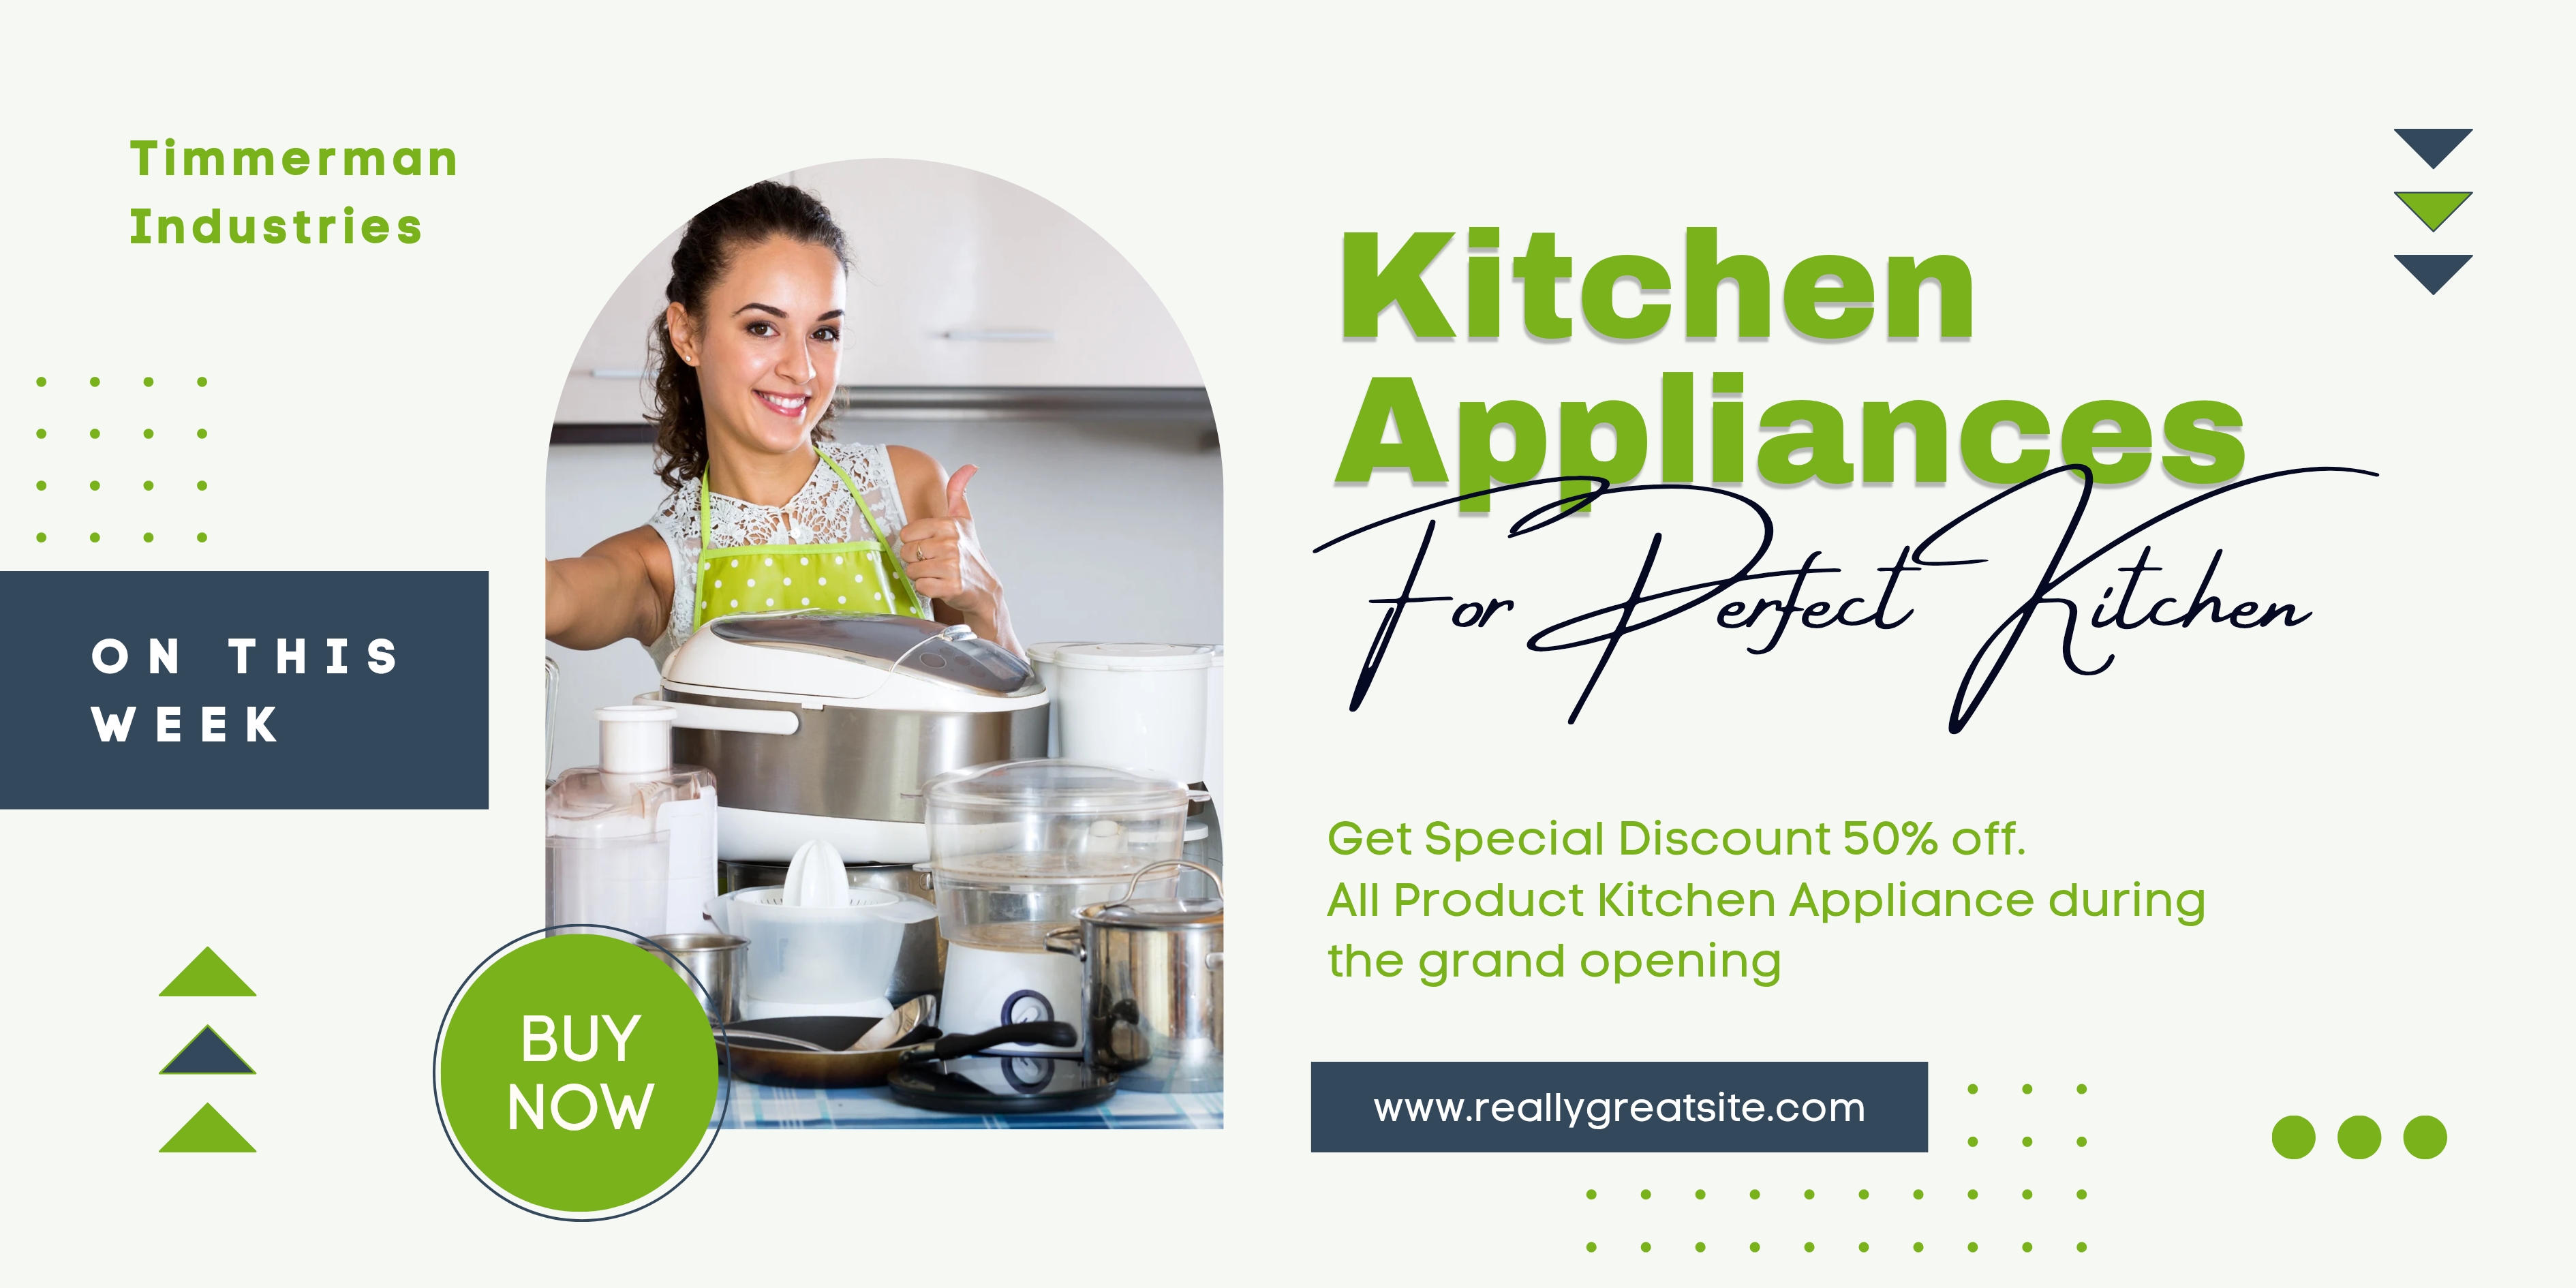 Timmerman
Industries
ON THIS
WEEK
BUY
NOW
Kitchen
Appliances
For Perfect Kitchen
Get Special Discount 50% off.
All Product Kitchen Appliance during
the grand opening
www.reallygreatsite.com